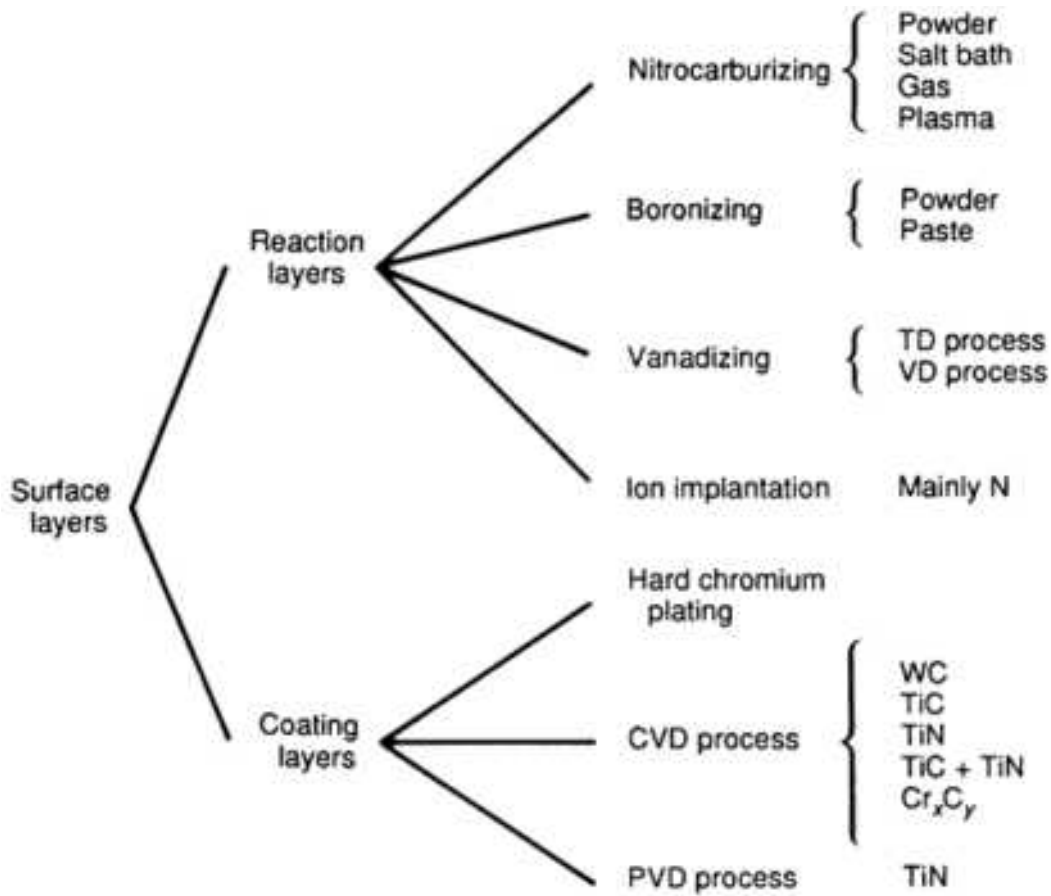 Surface
layers
Reaction
layers
Nitrocarburizing
Powder
Salt bath
Gas
Plasma
Boronizing
Powder
Paste
Vanadizing
TD process
VD process
Ion implantation
Mainly N
Coating
layers
Hard chromium
plating
CVD process
WC
TiC
TiN
TiC + TiN
CrₓCᵧ
PVD process
TiN